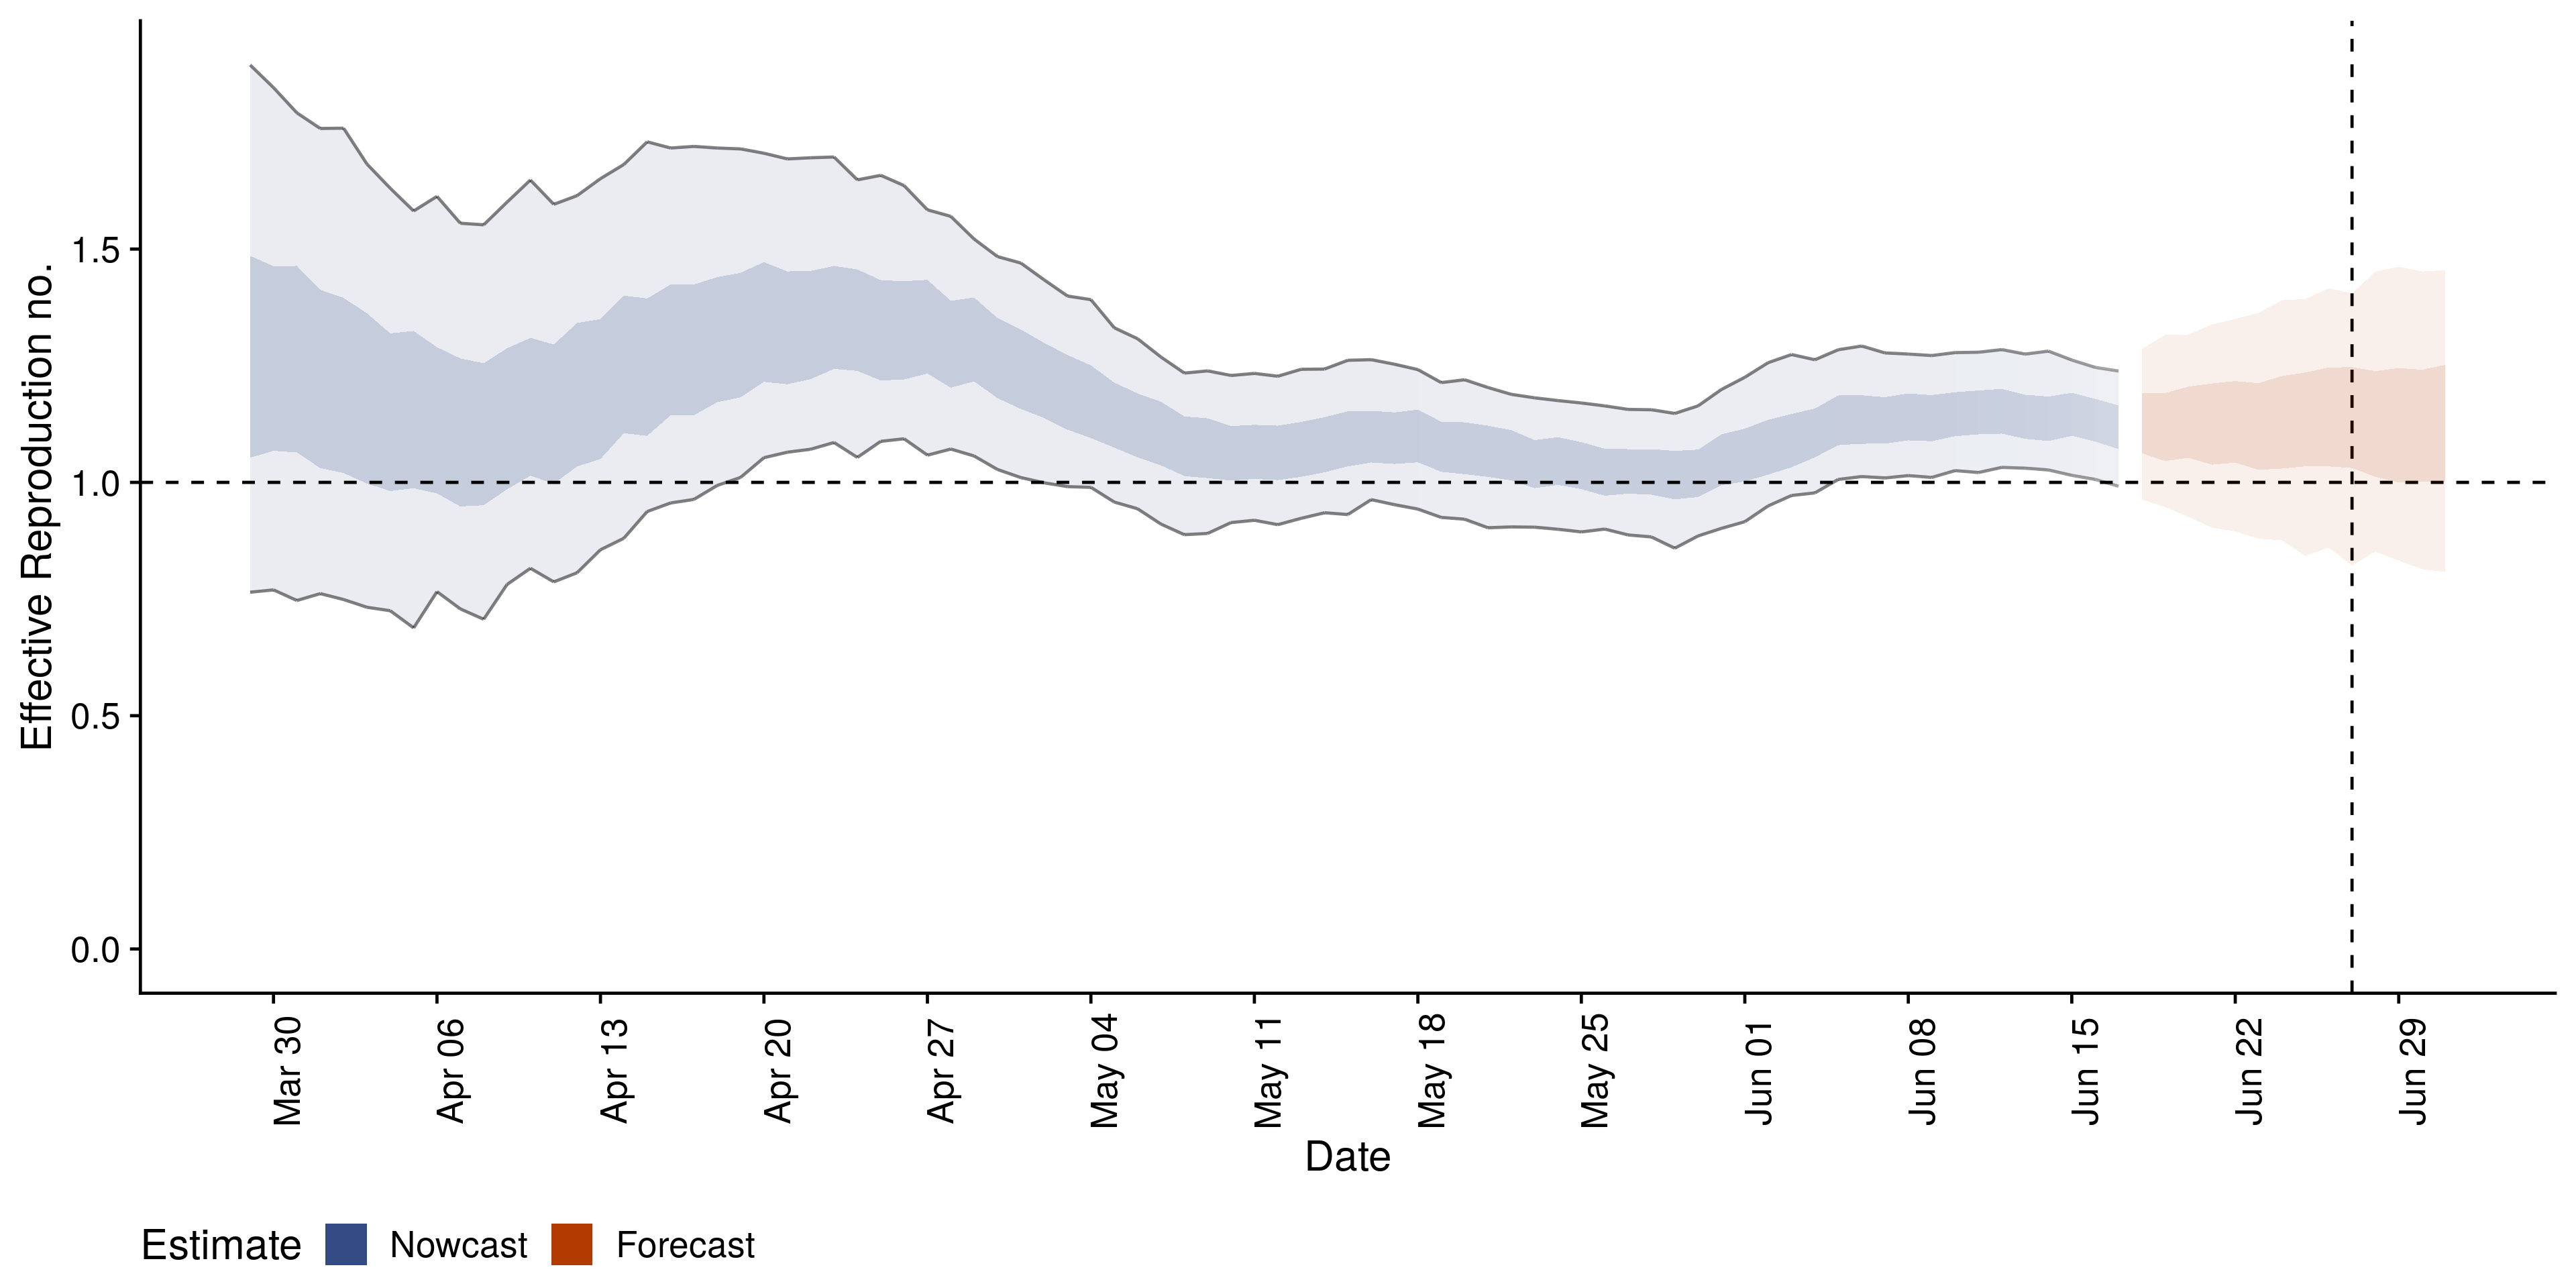 Effective Reproduction no.
1.5
1.0
0.5
0.0
Mar 30
Apr 06
Apr 13
Apr 20
Apr 27
May 04
May 11
May 18
May 25
Jun 01
Jun 08
Jun 15
Jun 22
Jun 29
Date
Estimate Nowcast Forecast